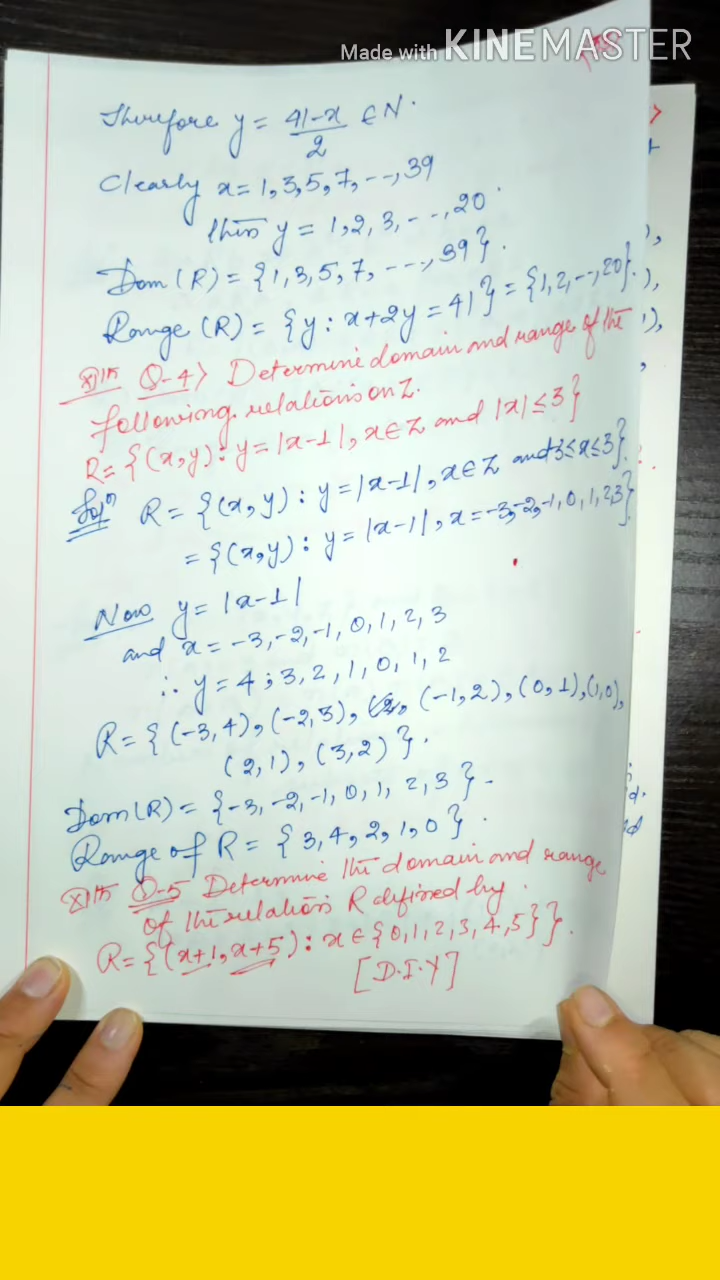 Made with KINEMASTER
Therefore y = 41-x/2 ∈ N.
Clearly x = 1,3,5,7,---,39
then y = 1,2,3,---,20.
Dom (R) = {1,3,5,7,---,39}.
Range (R) = {y: x+2y = 41} = {1,2,--,20}.
XIth Q-4> Determine domain and range of the
following relations on Z.
R= {(x,y): y=|x-1|, x∈Z and |x|≤3}
Solⁿ R = {(x,y): y=|x-1|, x∈Z and -3≤x≤3}.
= {(x,y): y=|x-1|, x=-3,-2,-1,0,1,2,3}
Now y = |x-1|
and x = -3,-2,-1,0,1,2,3
∴ y = 4,3,2,1,0,1,2
R= {(-3,4),(-2,3), (-1,2),(0,1),(1,0),
(2,1),(3,2)}.
Dom(R) = {-3,-2,-1,0,1,2,3}.
Range of R = {3,4,2,1,0}.
XIth Q-5 Determine the domain and range
of the relation R defined by.
R={(x+1,x+5): x∈{0,1,2,3,4,5}}.
[D.I.Y]